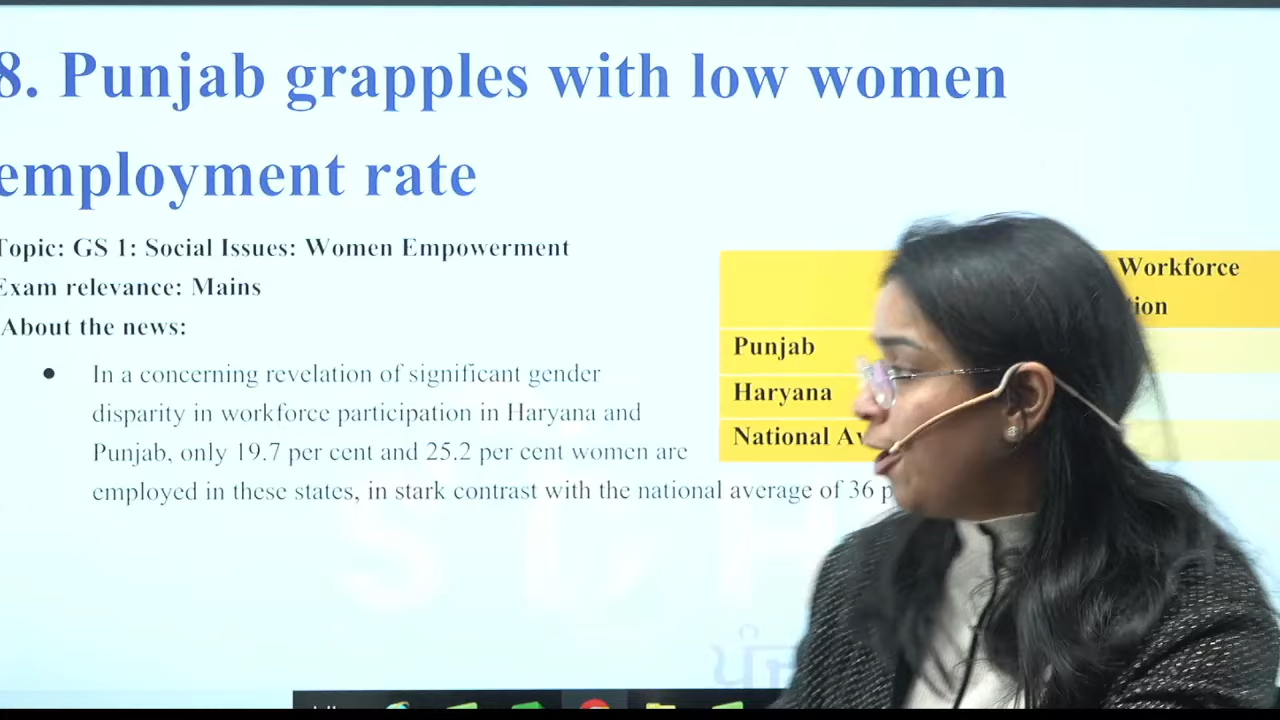 8. Punjab grapples with low women
employment rate
Topic: GS 1: Social Issues: Women Empowerment
Exam relevance: Mains
About the news:
In a concerning revelation of significant gender
disparity in workforce participation in Haryana and
Punjab, only 19.7 per cent and 25.2 per cent women are
employed in these states, in stark contrast with the national average of 36
Workforce
Punjab
Haryana
National